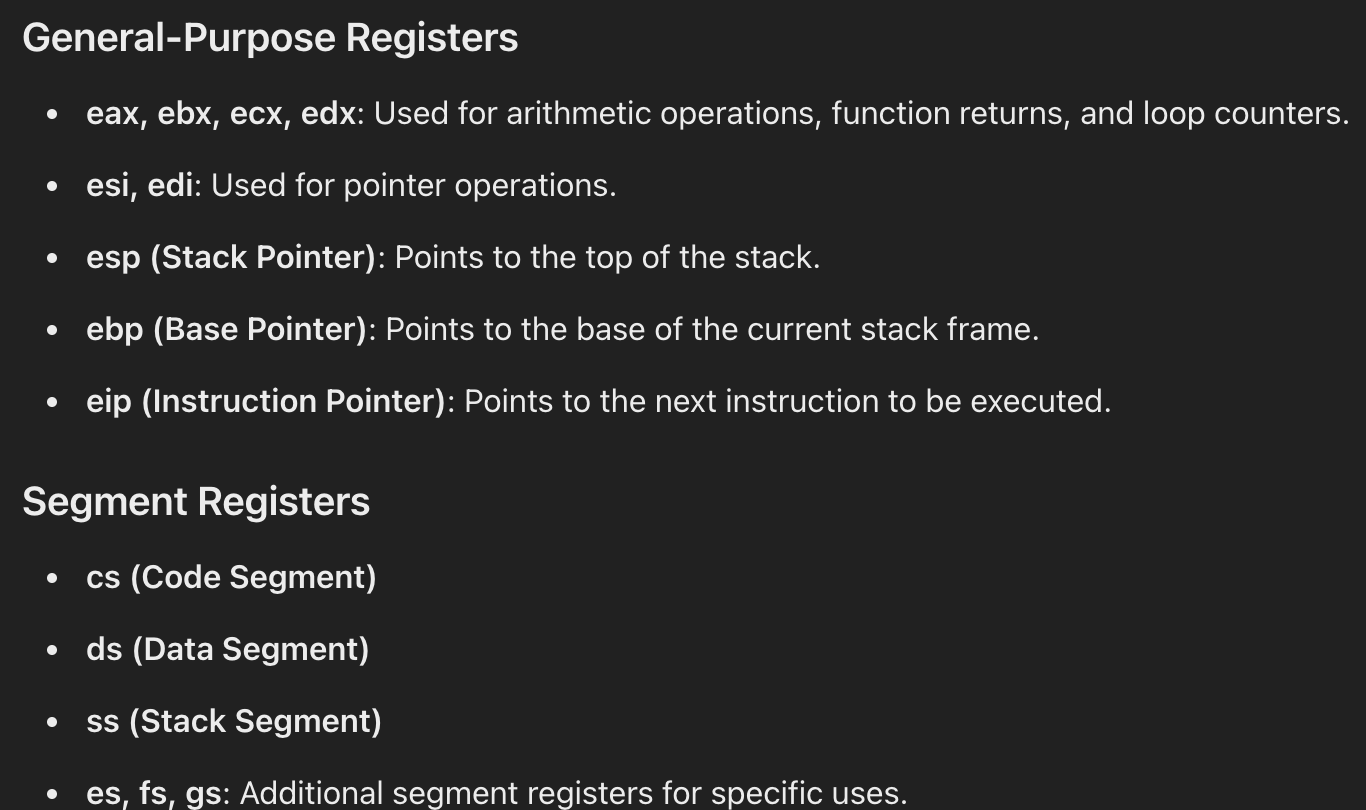 General-Purpose Registers
• eax, ebx, ecx, edx: Used for arithmetic operations, function returns, and loop counters.
• esi, edi: Used for pointer operations.
• esp (Stack Pointer): Points to the top of the stack.
• ebp (Base Pointer): Points to the base of the current stack frame.
• eip (Instruction Pointer): Points to the next instruction to be executed.
Segment Registers
• cs (Code Segment)
• ds (Data Segment)
• ss (Stack Segment)
• es, fs, gs: Additional segment registers for specific uses.